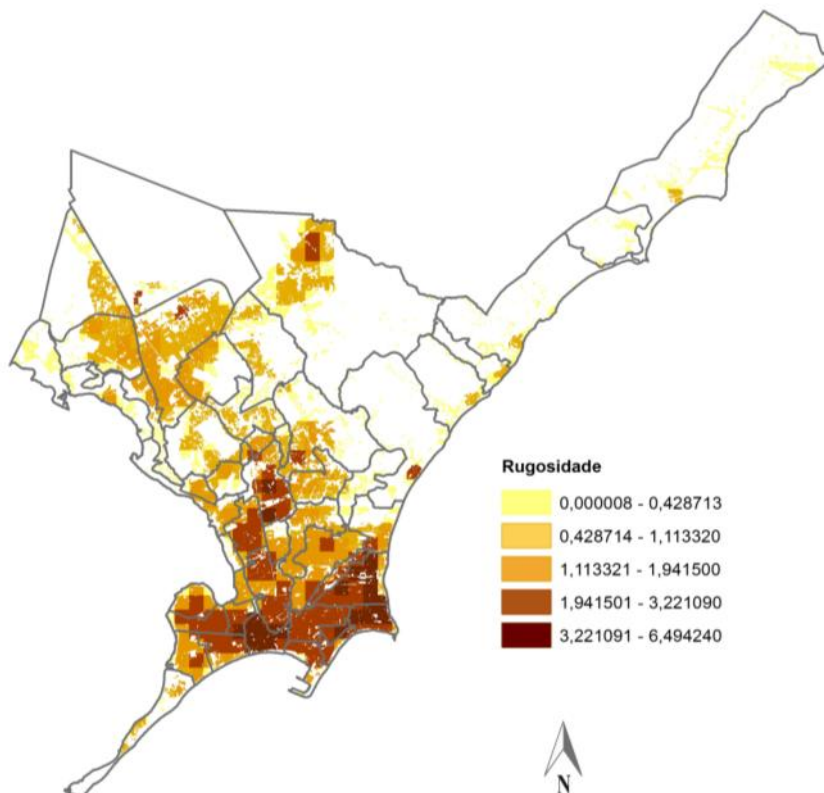 Rugosidade
0,000008 - 0,428713
0,428714 - 1,113320
1,113321 - 1,941500
1,941501 - 3,221090
3,221091 - 6,494240
N